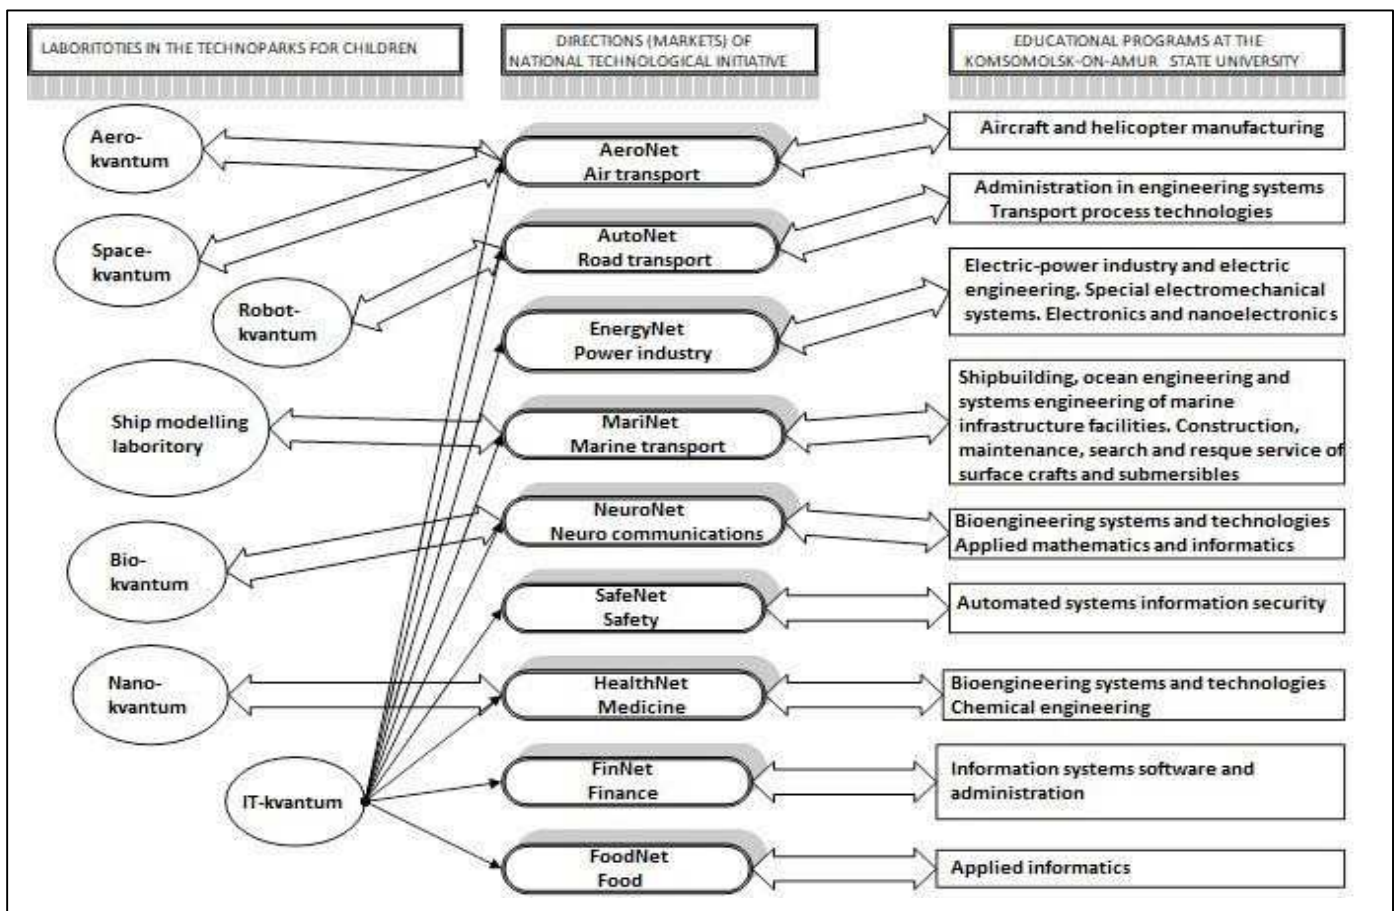 LABORITOTIES IN THE TECHNOPARKS FOR CHILDREN
DIRECTIONS (MARKETS) OF
NATIONAL TECHNOLOGICAL INITIATIVE
EDUCATIONAL PROGRAMS AT THE
KOMSOMOLSK-ON-AMUR STATE UNIVERSITY
Aero-
kvantum
Space-
kvantum
Robot-
kvantum
Ship modelling
laboritory
Bio-
kvantum
Nano-
kvantum
IT-kvantum
AeroNet
Air transport
AutoNet
Road transport
EnergyNet
Power industry
MariNet
Marine transport
NeuroNet
Neuro communications
SafeNet
Safety
HealthNet
Medicine
FinNet
Finance
FoodNet
Food
Aircraft and helicopter manufacturing
Administration in engineering systems
Transport process technologies
Electric-power industry and electric
engineering. Special electromechanical
systems. Electronics and nanoelectronics
Shipbuilding, ocean engineering and
systems engineering of marine
infrastructure facilities. Construction,
maintenance, search and resque service of
surface crafts and submersibles
Bioengineering systems and technologies
Applied mathematics and informatics
Automated systems information security
Bioengineering systems and technologies
Chemical engineering
Information systems software and
administration
Applied informatics